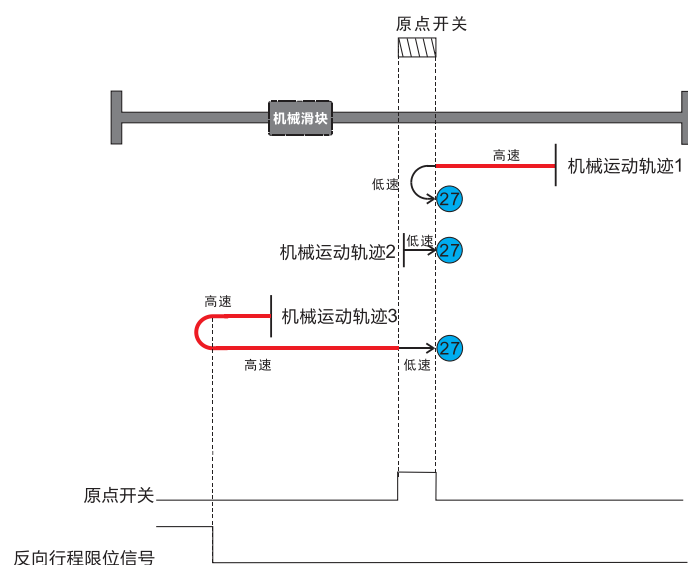 原点开关
机械滑块
高速
机械运动轨迹1
低速
27
低速
机械运动轨迹2
27
高速
机械运动轨迹3
27
高速
低速
原点开关
反向行程限位信号